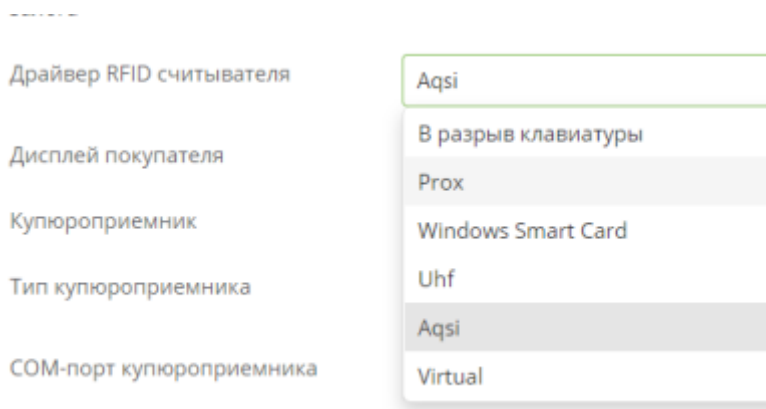 Драйвер RFID считывателя
Aqsi
В разрыв клавиатуры
Дисплей покупателя
Prox
Купюроприемник
Windows Smart Card
Тип купюроприемника
Uhf
Aqsi
COM-порт купюроприемника
Virtual